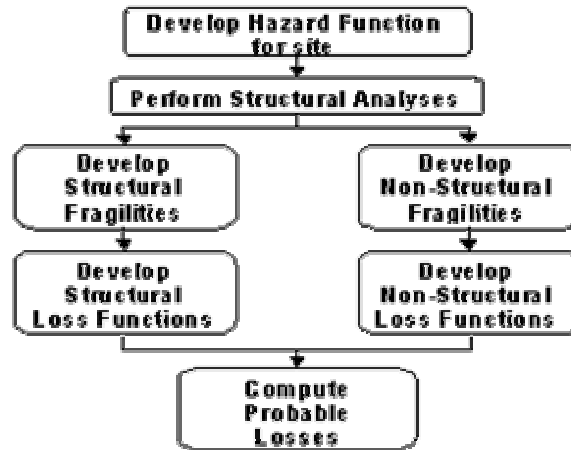 Develop Hazard Function
for site
Perform Structural Analyses
Develop
Structural
Fragilities
Develop
Structural
Loss Functions
Develop
Non-Structural
Fragilities
Develop
Non-Structural
Loss Functions
Compute
Probable
Losses